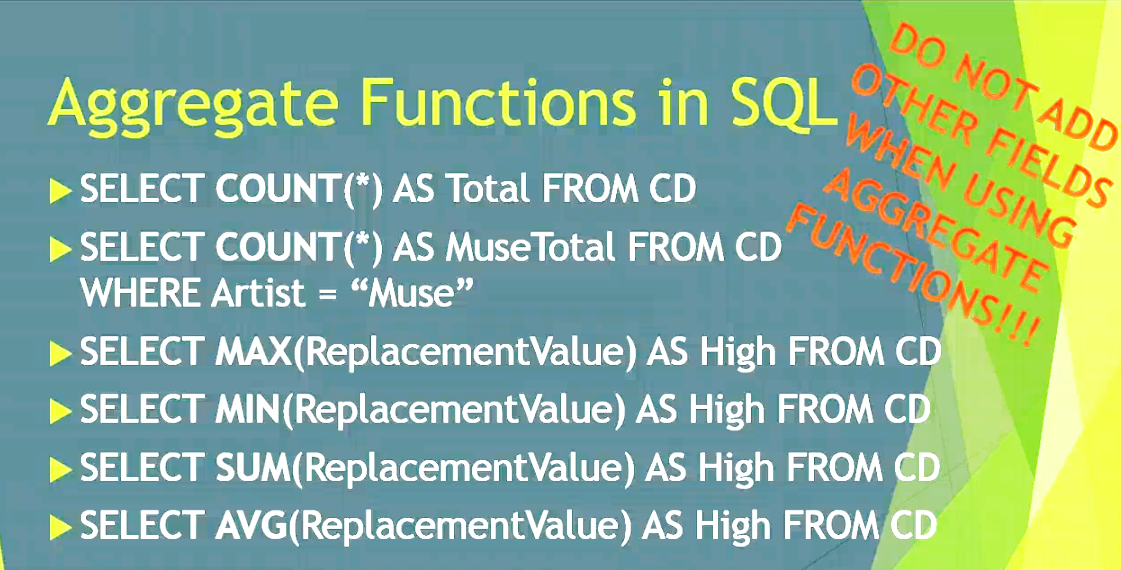 Aggregate Functions in SQL
SELECT COUNT(*) AS Total FROM CD
SELECT COUNT(*) AS MuseTotal FROM CD
WHERE Artist = “Muse”
SELECT MAX(ReplacementValue) AS High FROM CD
SELECT MIN(ReplacementValue) AS High FROM CD
SELECT SUM(ReplacementValue) AS High FROM CD
SELECT AVG(ReplacementValue) AS High FROM CD
DO NOT ADD
OTHER FIELDS
WHEN USING
AGGREGATE
FUNCTIONS!!!